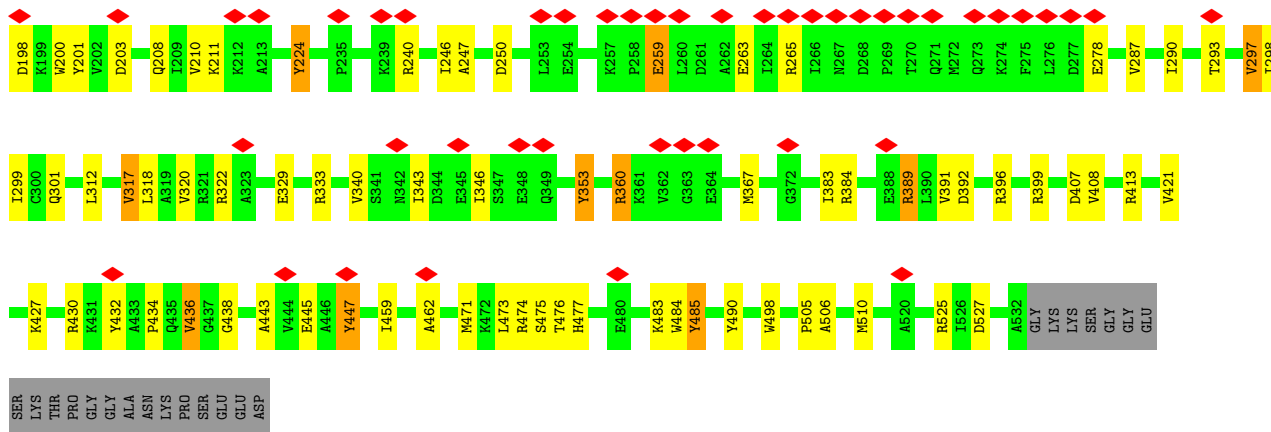 D198 K199 W200 Y201 V202 D203 Q208 I209 V210 K211 K212 A213 Y224 P235 K239 R240 I246 A247 D250 L253 E254 K257 P258 E259 L260 D261 A262 E263 I264 R265 I266 N267 D268 P269 T270 Q271 M272 Q273 K274 F275 L276 D277 E278 V287 I290 T293 V297 I298
I299 C300 Q301 L312 V317 L318 A319 V320 R321 R322 A323 E329 R333 V340 S341 N342 I343 D344 E345 I346 S347 E348 Q349 Y353 R360 K361 V362 G363 E364 M367 G372 I383 R384 E388 R389 L390 V391 D392 R396 R399 D407 V408 R413 V421
K427 R430 K431 Y432 A433 P434 Q435 V436 G437 G438 A443 V444 E445 A446 Y447 I459 A462 M471 K472 L473 R474 S475 T476 H477 E480 K483 W484 Y485 Y490 W498 P505 A506 M510 A520 R525 I526 D527 A532 GLY LYS LYS SER GLY GLY GLU
SER LYS THR PRO GLY GLY ALA ASN LYS PRO SER GLU GLU ASP